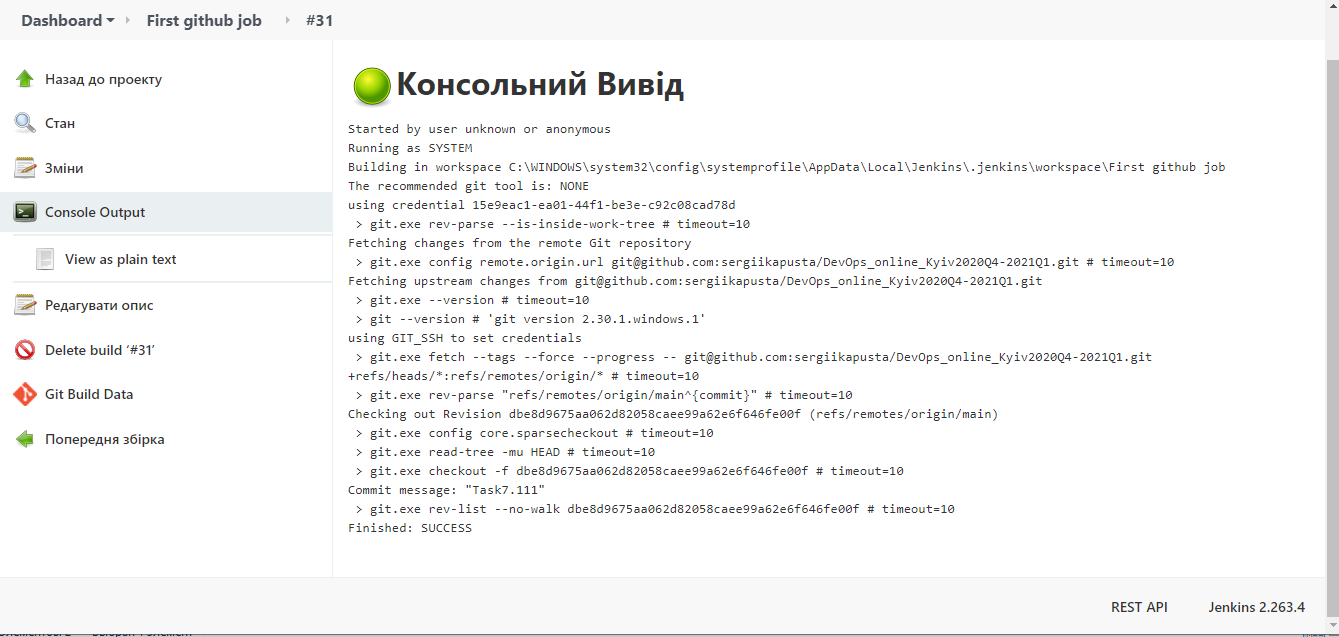 Dashboard First github job #31
Назад до проекту
Стан
Зміни
Console Output
View as plain text
Редагувати опис
Delete build ‘#31’
Git Build Data
Попередня збірка
Консольний Вивід
Started by user unknown or anonymous
Running as SYSTEM
Building in workspace C:\WINDOWS\system32\config\systemprofile\AppData\Local\Jenkins\.jenkins\workspace\First github job
The recommended git tool is: NONE
using credential 15e9eac1-ea01-44f1-be3e-c92c08cad78d
> git.exe rev-parse --is-inside-work-tree # timeout=10
Fetching changes from the remote Git repository
> git.exe config remote.origin.url git@github.com:sergiikapusta/DevOps_online_Kyiv2020Q4-2021Q1.git # timeout=10
Fetching upstream changes from git@github.com:sergiikapusta/DevOps_online_Kyiv2020Q4-2021Q1.git
> git.exe --version # timeout=10
> git --version # 'git version 2.30.1.windows.1'
using GIT_SSH to set credentials
> git.exe fetch --tags --force --progress -- git@github.com:sergiikapusta/DevOps_online_Kyiv2020Q4-2021Q1.git
+refs/heads/*:refs/remotes/origin/* # timeout=10
> git.exe rev-parse "refs/remotes/origin/main^{commit}" # timeout=10
Checking out Revision dbe8d9675aa062d82058caee99a62e6f646fe00f (refs/remotes/origin/main)
> git.exe config core.sparsecheckout # timeout=10
> git.exe read-tree -mu HEAD # timeout=10
> git.exe checkout -f dbe8d9675aa062d82058caee99a62e6f646fe00f # timeout=10
Commit message: "Task7.111"
> git.exe rev-list --no-walk dbe8d9675aa062d82058caee99a62e6f646fe00f # timeout=10
Finished: SUCCESS
REST API Jenkins 2.263.4